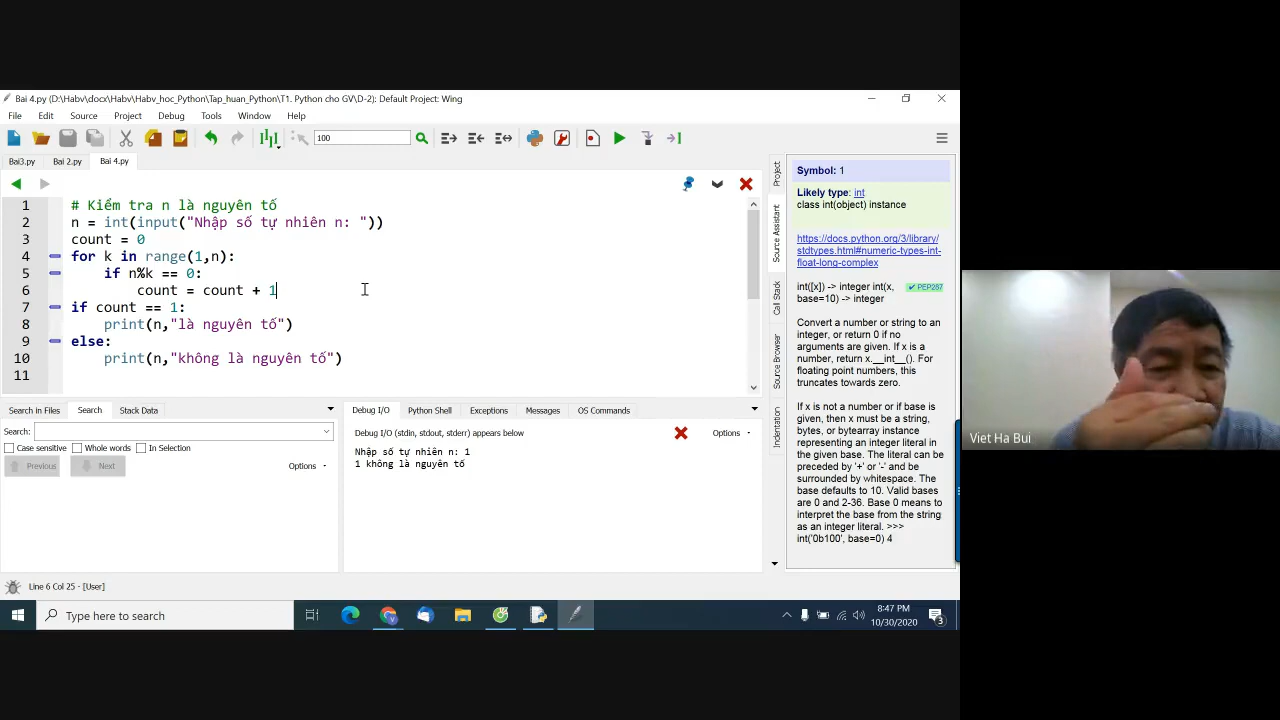 Bai 4.py (D:\Habv\docx\Habv\Habv_hoc_Python\Tap_huan_Python\T1. Python cho GV\D-2): Default Project: Wing
File Edit Source Project Debug Tools Window Help
100
Bai3.py Bai 2.py Bai 4.py
1 # Kiểm tra n là nguyên tố
2 n = int(input("Nhập số tự nhiên n: "))
3 count = 0
4 for k in range(1,n):
5 if n%k == 0:
6 count = count + 1
7 if count == 1:
8 print(n,"là nguyên tố")
9 else:
10 print(n,"không là nguyên tố")
11
Search in Files Search Stack Data
Search:
Case sensitive Whole words In Selection
Previous Next Options
Debug I/O Python Shell Exceptions Messages OS Commands
Debug I/O (stdin, stdout, stderr) appears below Options
Nhập số tự nhiên n: 1
1 không là nguyên tố
Project
Source Assistant
Call Stack
Source Browser
Indentation
Symbol: 1
Likely type: int
class int(object) instance
https://docs.python.org/3/library/
stdtypes.html#numeric-types-int-
float-long-complex
int([x]) -> integer int(x, ✔ PEP287
base=10) -> integer
Convert a number or string to an
integer, or return 0 if no
arguments are given. If x is a
number, return x.__int__(). For
floating point numbers, this
truncates towards zero.
If x is not a number or if base is
given, then x must be a string,
bytes, or bytearray instance
representing an integer literal in
the given base. The literal can be
preceded by '+' or '-' and be
surrounded by whitespace. The
base defaults to 10. Valid bases
are 0 and 2-36. Base 0 means to
interpret the base from the string
as an integer literal. >>>
int('0b100', base=0) 4
Line 6 Col 25 - [User]
Type here to search
8:47 PM
10/30/2020
3
Viet Ha Bui